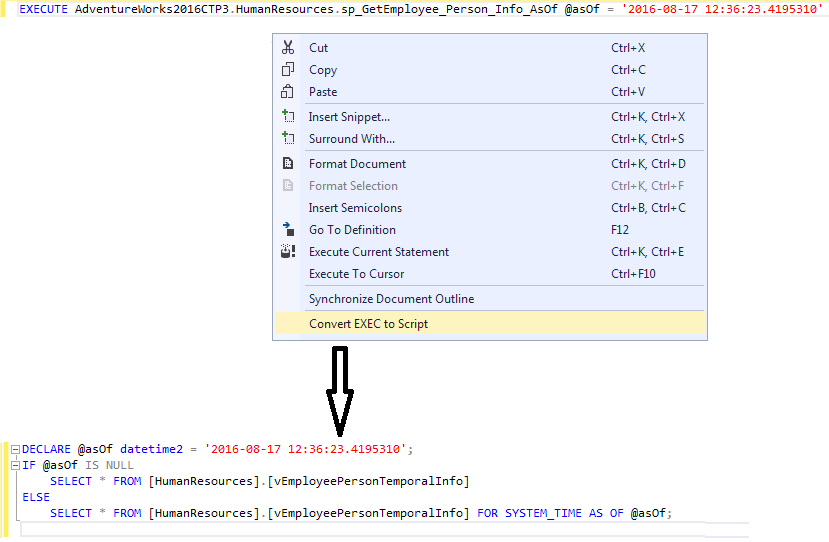 EXECUTE AdventureWorks2016CTP3.HumanResources.sp_GetEmployee_Person_Info_AsOf @asOf = '2016-08-17 12:36:23.4195310'
Cut Ctrl+X
Copy Ctrl+C
Paste Ctrl+V
Insert Snippet... Ctrl+K, Ctrl+X
Surround With... Ctrl+K, Ctrl+S
Format Document Ctrl+K, Ctrl+D
Format Selection Ctrl+K, Ctrl+F
Insert Semicolons Ctrl+B, Ctrl+C
Go To Definition F12
Execute Current Statement Ctrl+K, Ctrl+E
Execute To Cursor Ctrl+F10
Synchronize Document Outline
Convert EXEC to Script
DECLARE @asOf datetime2 = '2016-08-17 12:36:23.4195310';
IF @asOf IS NULL
SELECT * FROM [HumanResources].[vEmployeePersonTemporalInfo]
ELSE
SELECT * FROM [HumanResources].[vEmployeePersonTemporalInfo] FOR SYSTEM_TIME AS OF @asOf;